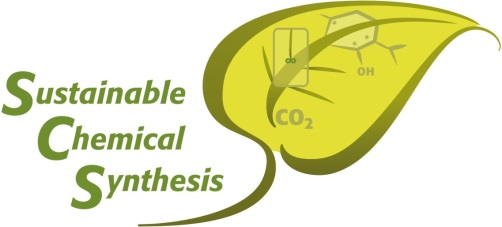 Sustainable
Chemical
Synthesis
CO₂
OH